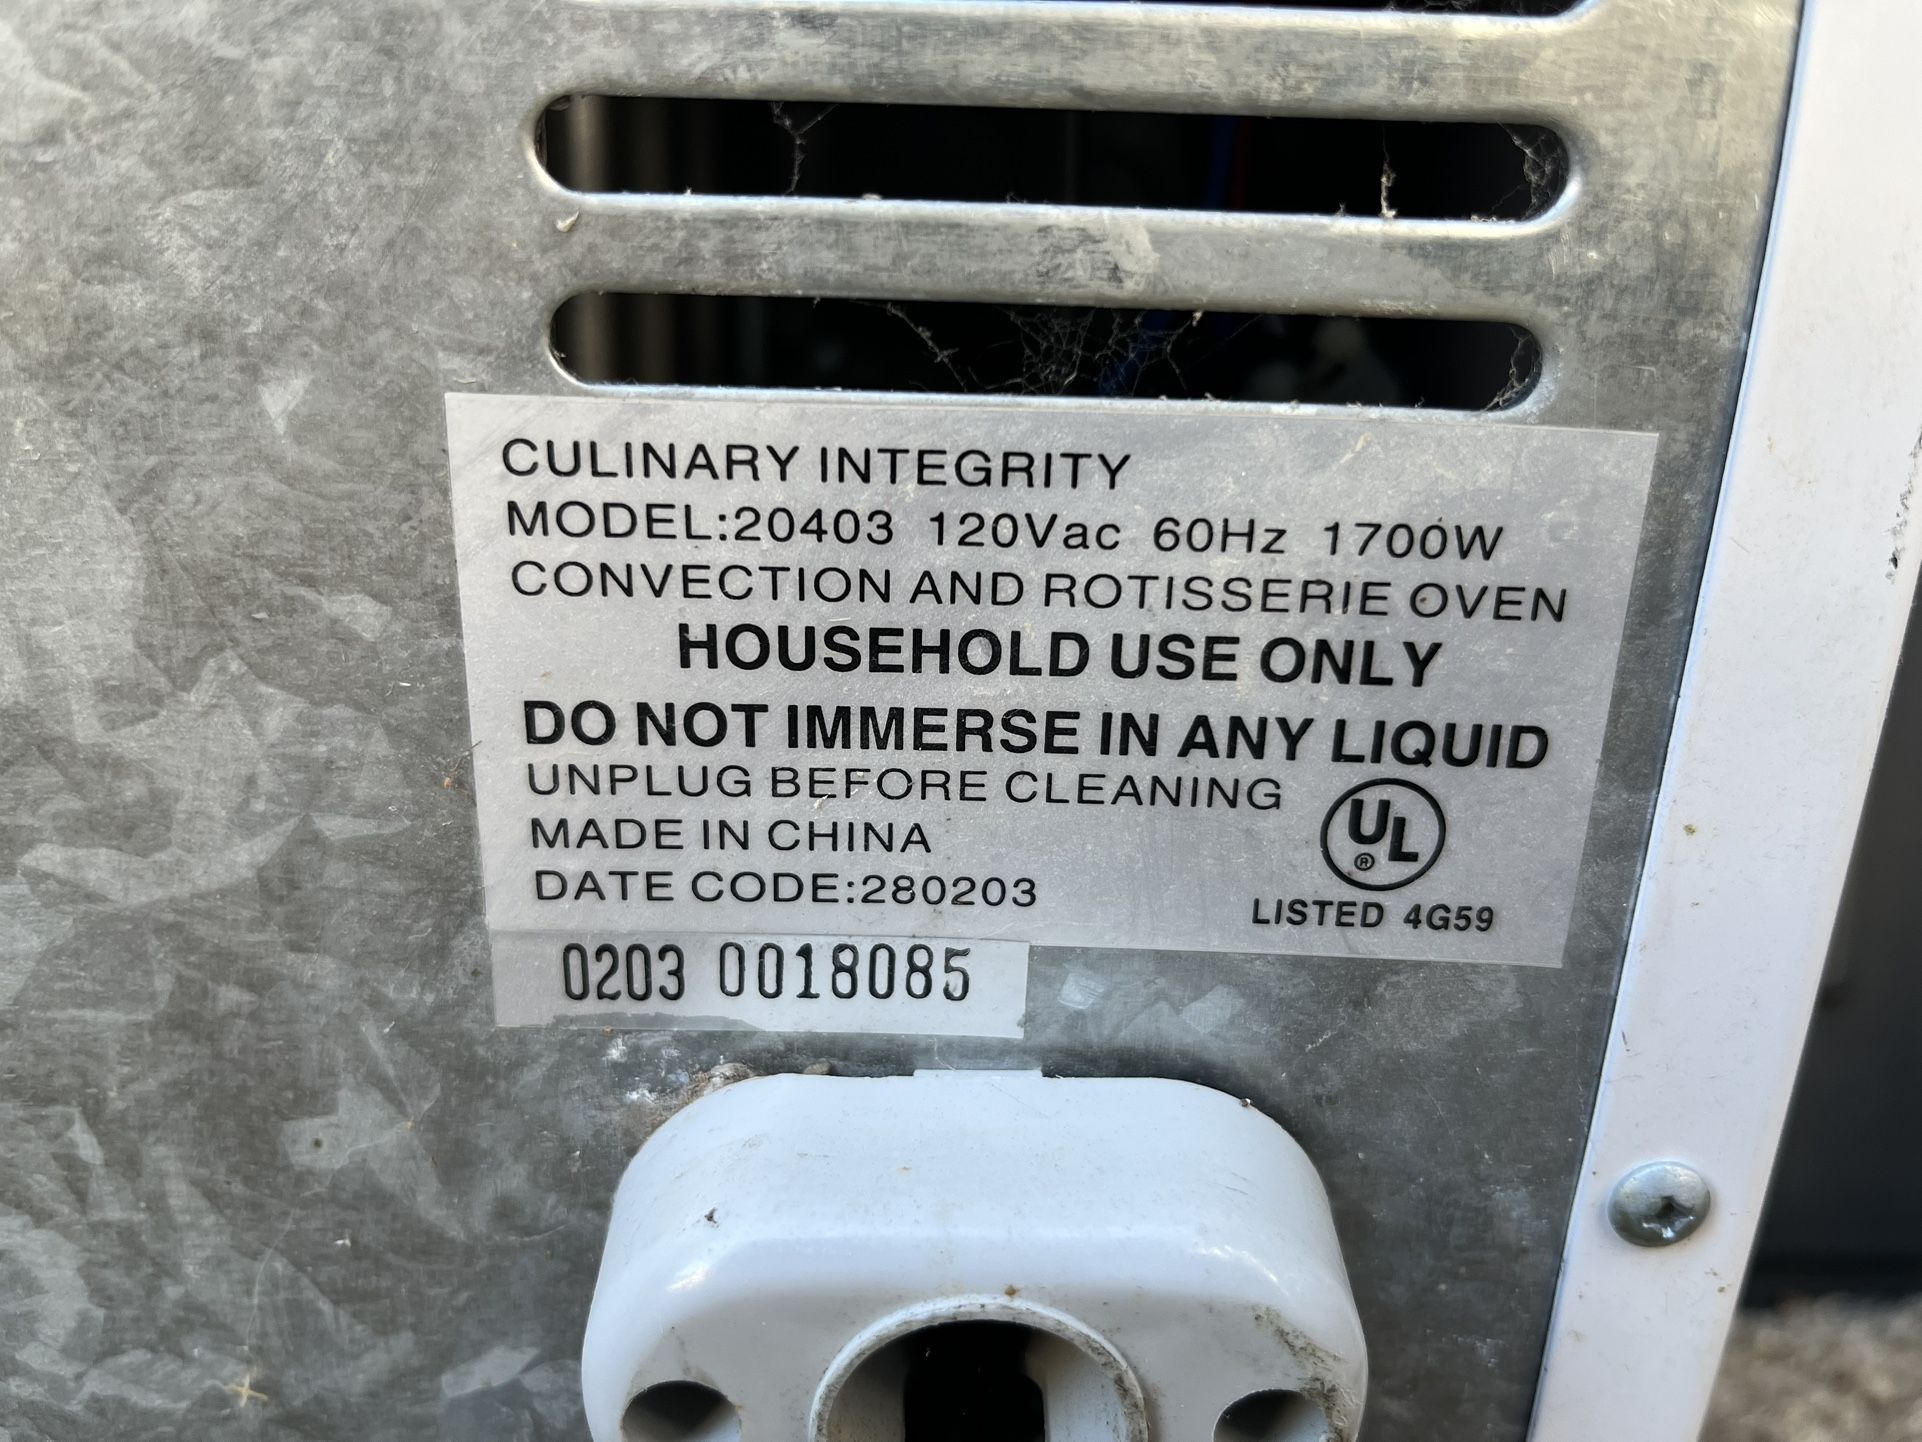 CULINARY INTEGRITY
MODEL:20403 120Vac 60Hz 1700W
CONVECTION AND ROTISSERIE OVEN
HOUSEHOLD USE ONLY
DO NOT IMMERSE IN ANY LIQUID
UNPLUG BEFORE CLEANING
MADE IN CHINA
DATE CODE:280203
UL ®
LISTED 4G59
0203 0018085